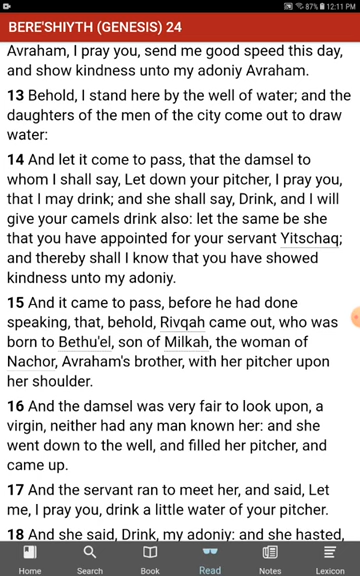 87% 12:11 PM
BERE'SHIYTH (GENESIS) 24
Avraham, I pray you, send me good speed this day,
and show kindness unto my adoniy Avraham.
13 Behold, I stand here by the well of water; and the
daughters of the men of the city come out to draw
water:
14 And let it come to pass, that the damsel to
whom I shall say, Let down your pitcher, I pray you,
that I may drink; and she shall say, Drink, and I will
give your camels drink also: let the same be she
that you have appointed for your servant Yitschaq;
and thereby shall I know that you have showed
kindness unto my adoniy.
15 And it came to pass, before he had done
speaking, that, behold, Rivqah came out, who was
born to Bethu'el, son of Milkah, the woman of
Nachor, Avraham's brother, with her pitcher upon
her shoulder.
16 And the damsel was very fair to look upon, a
virgin, neither had any man known her: and she
went down to the well, and filled her pitcher, and
came up.
17 And the servant ran to meet her, and said, Let
me, I pray you, drink a little water of your pitcher.
18 And she said, Drink, my adoniy: and she hasted,
Home Search Book Read Notes Lexicon